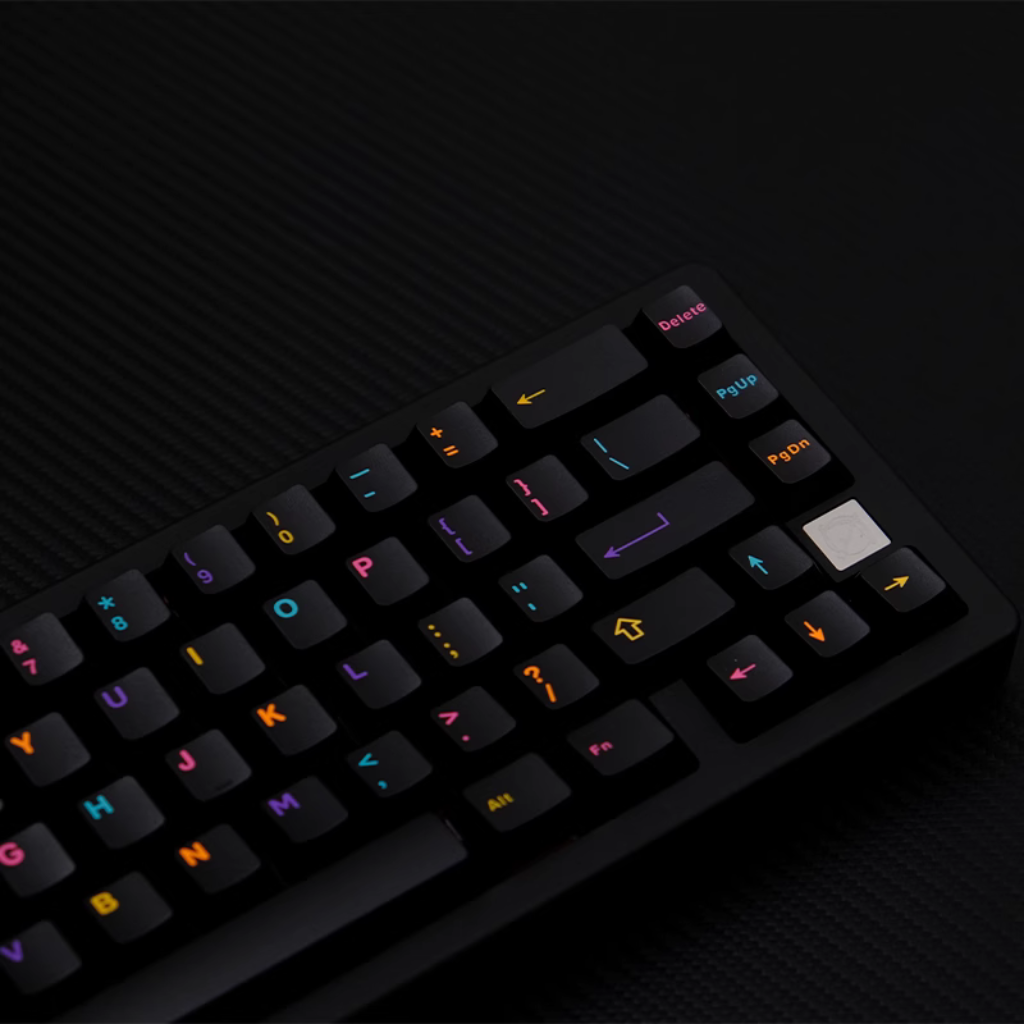 & 7 * 8 ( 9 ) 0 _ - + = ← Delete
Y U I O P { [ } ] | \ PgUp
G H J K L : ; " ' ↵ PgDn
V B N M < , > . ? / ⇧ ↑
Alt Fn ← ↓ →